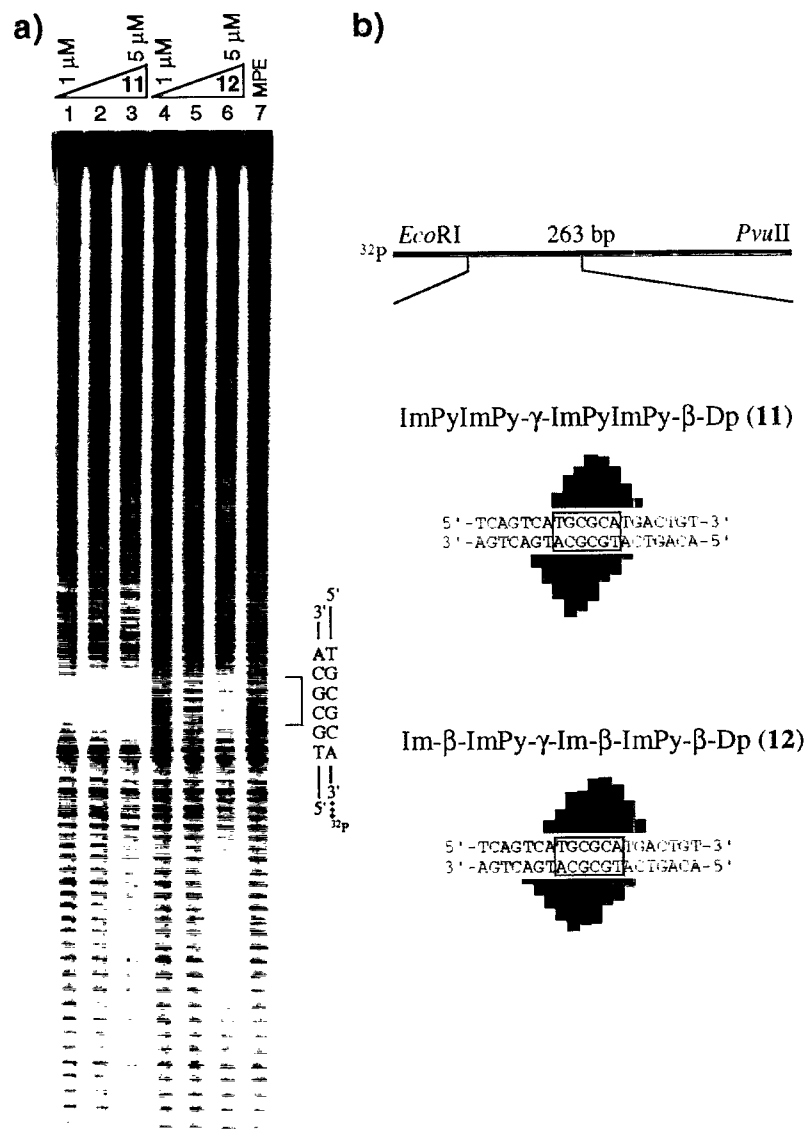 a)
1 μM
11
5 μM
1 μM
12
5 μM
MPE
1 2 3 4 5 6 7
3' 5'
AT
CG
GC
CG
GC
TA
5' 3'
32P
b)
32P EcoRI 263 bp PvuII
ImPyImPy-γ-ImPyImPy-β-Dp (11)
5'-TCAGTCATGCGCATGACTGT-3'
3'-AGTCAGTACGCGTACTGACA-5'
Im-β-ImPy-γ-Im-β-ImPy-β-Dp (12)
5'-TCAGTCATGCGCATGACTGT-3'
3'-AGTCAGTACGCGTACTGACA-5'